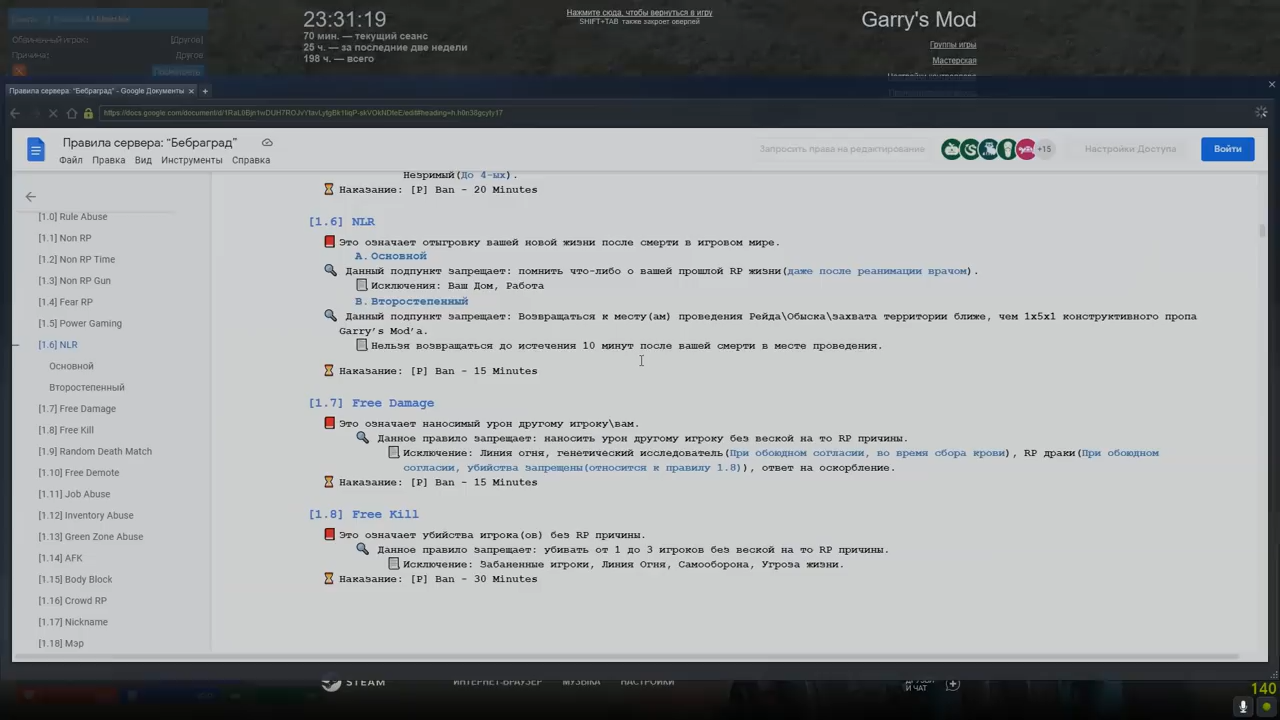 23:31:19
70 мин. — текущий сеанс
25 ч. — за последние две недели
198 ч. — всего
Нажмите сюда, чтобы вернуться в игру
SHIFT+TAB также закроет оверлей
Garry's Mod
Группы игры
Мастерская
Обвиненный игрок:
[Другое]
Причина:
Другое
Правила сервера: "Бебраград" - Google Документы
Правила сервера: “Бебраград”
Файл Правка Вид Инструменты Справка
Запросить права на редактирование
+15
Настройки Доступа
Войти
[1.0] Rule Abuse
[1.1] Non RP
[1.2] Non RP Time
[1.3] Non RP Gun
[1.4] Fear RP
[1.5] Power Gaming
[1.6] NLR
Основной
Второстепенный
[1.7] Free Damage
[1.8] Free Kill
[1.9] Random Death Match
[1.10] Free Demote
[1.11] Job Abuse
[1.12] Inventory Abuse
[1.13] Green Zone Abuse
[1.14] AFK
[1.15] Body Block
[1.16] Crowd RP
[1.17] Nickname
[1.18] Мэр
Незримый(До 4-ых).
Наказание: [P] Ban - 20 Minutes
[1.6] NLR
Это означает отыгровку вашей новой жизни после смерти в игровом мире.
A. Основной
Данный подпункт запрещает: помнить что-либо о вашей прошлой RP жизни(даже после реанимации врачом).
Исключения: Ваш Дом, Работа
B. Второстепенный
Данный подпункт запрещает: Возвращаться к месту(ам) проведения Рейда\Обыска\захвата территории ближе, чем 1x5x1 конструктивного пропа
Garry’s Mod’a.
Нельзя возвращаться до истечения 10 минут после вашей смерти в месте проведения.
Наказание: [P] Ban - 15 Minutes
[1.7] Free Damage
Это означает наносимый урон другому игроку\вам.
Данное правило запрещает: наносить урон другому игроку без веской на то RP причины.
Исключение: Линия огня, генетический исследователь(При обоюдном согласии, во время сбора крови), RP драки(При обоюдном
согласии, убийства запрещены(относится к правилу 1.8)), ответ на оскорбление.
Наказание: [P] Ban - 15 Minutes
[1.8] Free Kill
Это означает убийства игрока(ов) без RP причины.
Данное правило запрещает: убивать от 1 до 3 игроков без веской на то RP причины.
Исключение: Забаненные игроки, Линия Огня, Самооборона, Угроза жизни.
Наказание: [P] Ban - 30 Minutes
STEAM
ИНТЕРНЕТ-БРАУЗЕР
МУЗЫКА
НАСТРОЙКИ
И ЧАТ
140